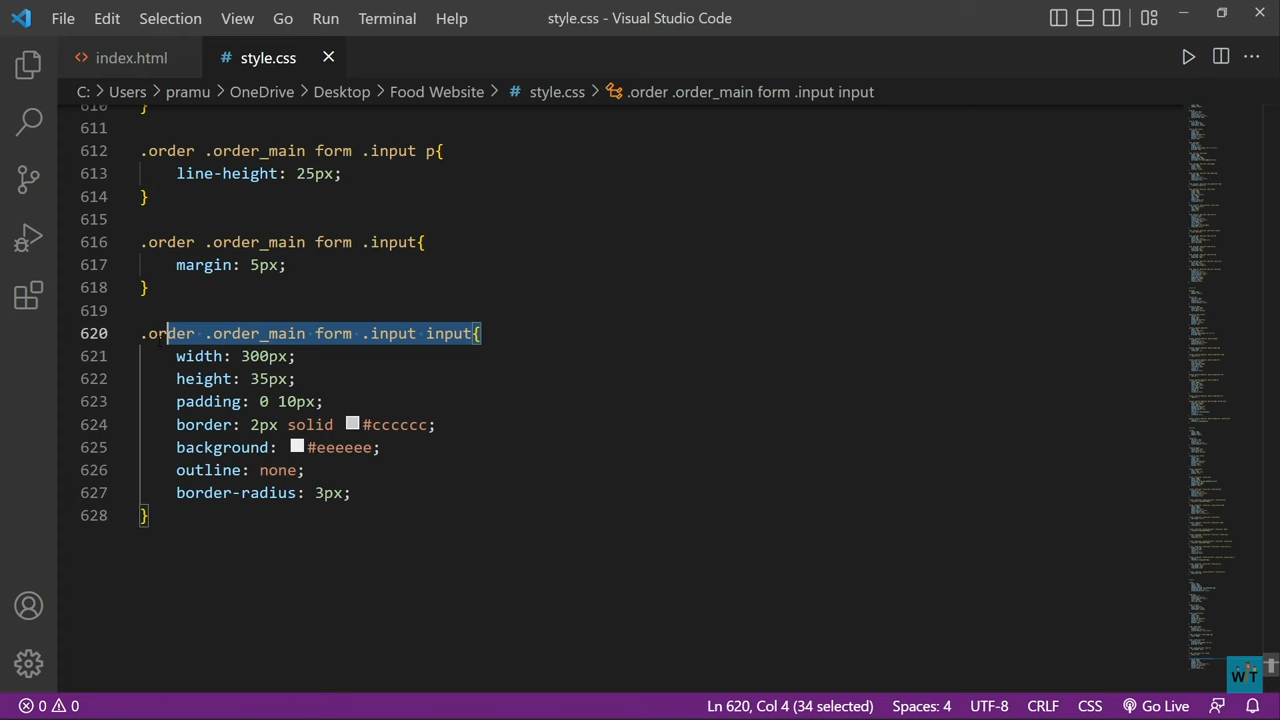 File Edit Selection View Go Run Terminal Help style.css - Visual Studio Code
index.html # style.css
C: > Users > pramu > OneDrive > Desktop > Food Website > # style.css > .order .order_main form .input input
610 }
611
612 .order .order_main form .input p{
613 line-height: 25px;
614 }
615
616 .order .order_main form .input{
617 margin: 5px;
618 }
619
620 .order .order_main form .input input{
621 width: 300px;
622 height: 35px;
623 padding: 0 10px;
624 border: 2px solid #cccccc;
625 background: #eeeeee;
626 outline: none;
627 border-radius: 3px;
628 }
WT
0 0 Ln 620, Col 4 (34 selected) Spaces: 4 UTF-8 CRLF CSS Go Live